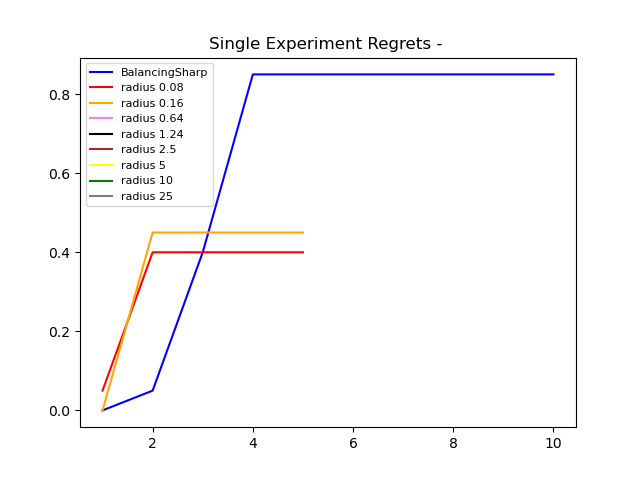 Single Experiment Regrets -
BalancingSharp
radius 0.08
radius 0.16
radius 0.64
radius 1.24
radius 2.5
radius 5
radius 10
radius 25
0.8
0.6
0.4
0.2
0.0
2 4 6 8 10